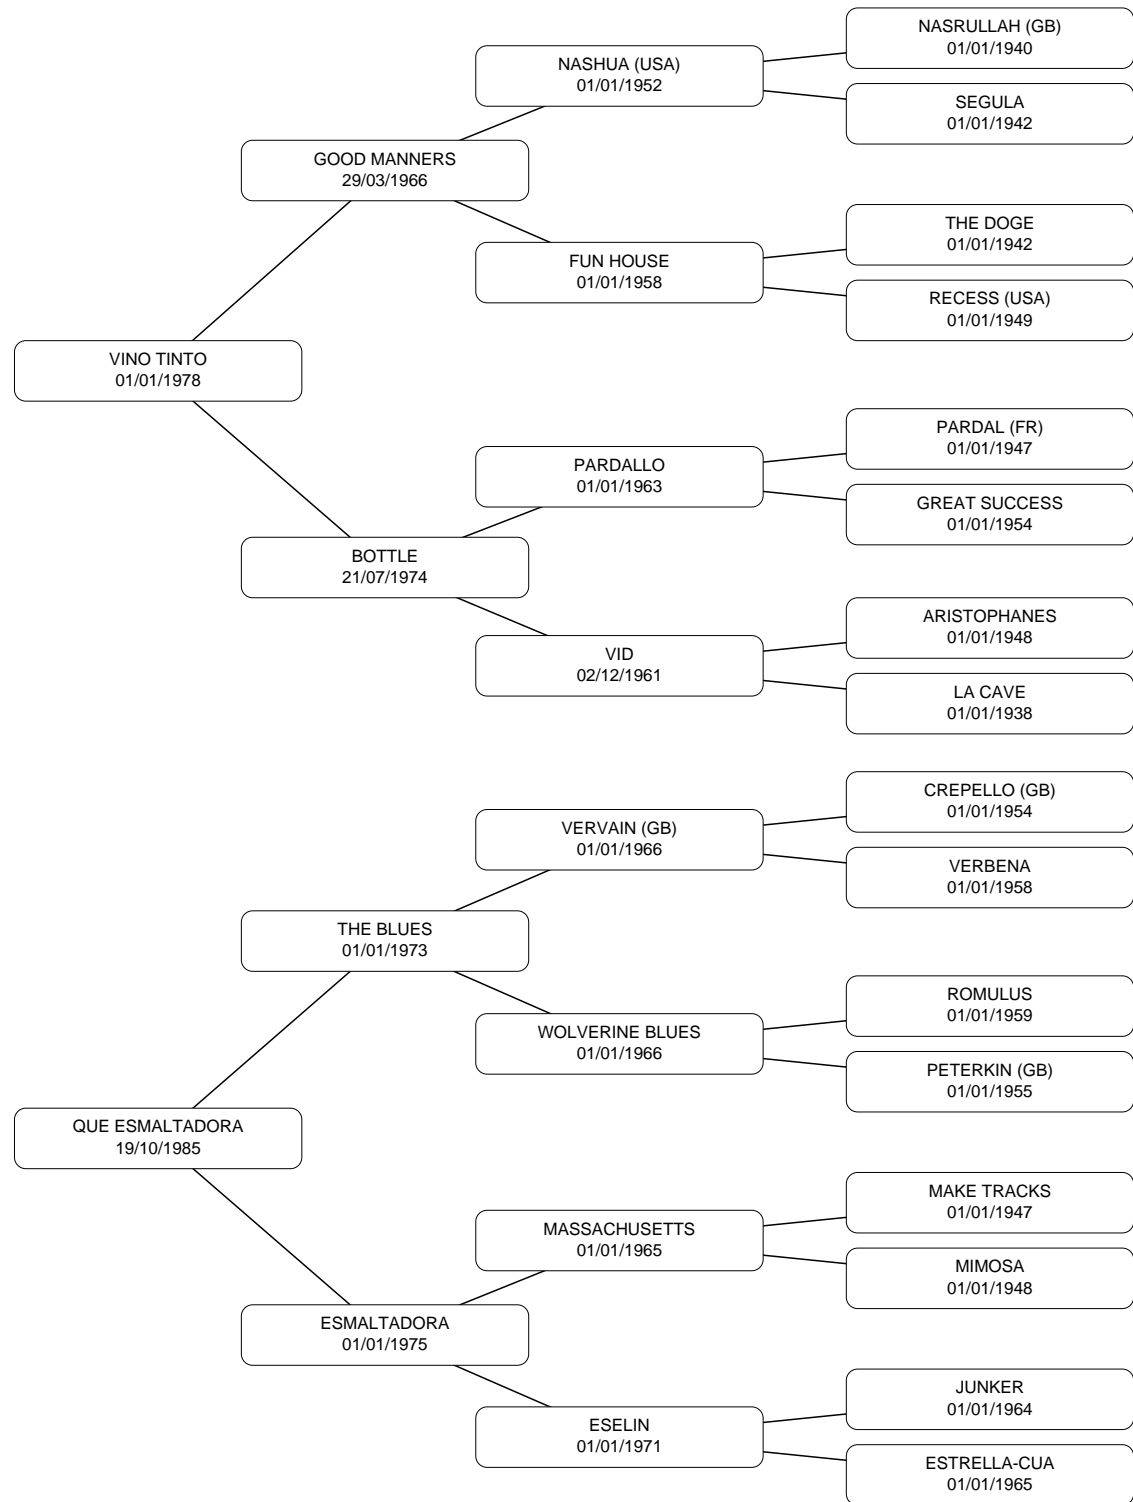 NASRULLAH (GB)
01/01/1940
NASHUA (USA)
01/01/1952
SEGULA
01/01/1942
GOOD MANNERS
29/03/1966
THE DOGE
01/01/1942
FUN HOUSE
01/01/1958
RECESS (USA)
01/01/1949
VINO TINTO
01/01/1978
PARDAL (FR)
01/01/1947
PARDALLO
01/01/1963
GREAT SUCCESS
01/01/1954
BOTTLE
21/07/1974
ARISTOPHANES
01/01/1948
VID
02/12/1961
LA CAVE
01/01/1938
CREPELLO (GB)
01/01/1954
VERVAIN (GB)
01/01/1966
VERBENA
01/01/1958
THE BLUES
01/01/1973
ROMULUS
01/01/1959
WOLVERINE BLUES
01/01/1966
PETERKIN (GB)
01/01/1955
QUE ESMALTADORA
19/10/1985
MAKE TRACKS
01/01/1947
MASSACHUSETTS
01/01/1965
MIMOSA
01/01/1948
ESMALTADORA
01/01/1975
JUNKER
01/01/1964
ESELIN
01/01/1971
ESTRELLA-CUA
01/01/1965